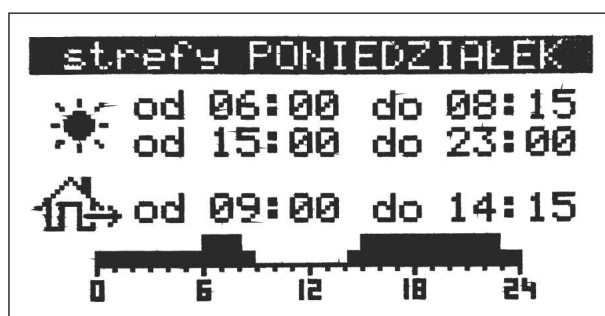 strefy PONIEDZIAŁEK
od 06:00 do 08:15
od 15:00 do 23:00
od 09:00 do 14:15
0 6 12 18 24